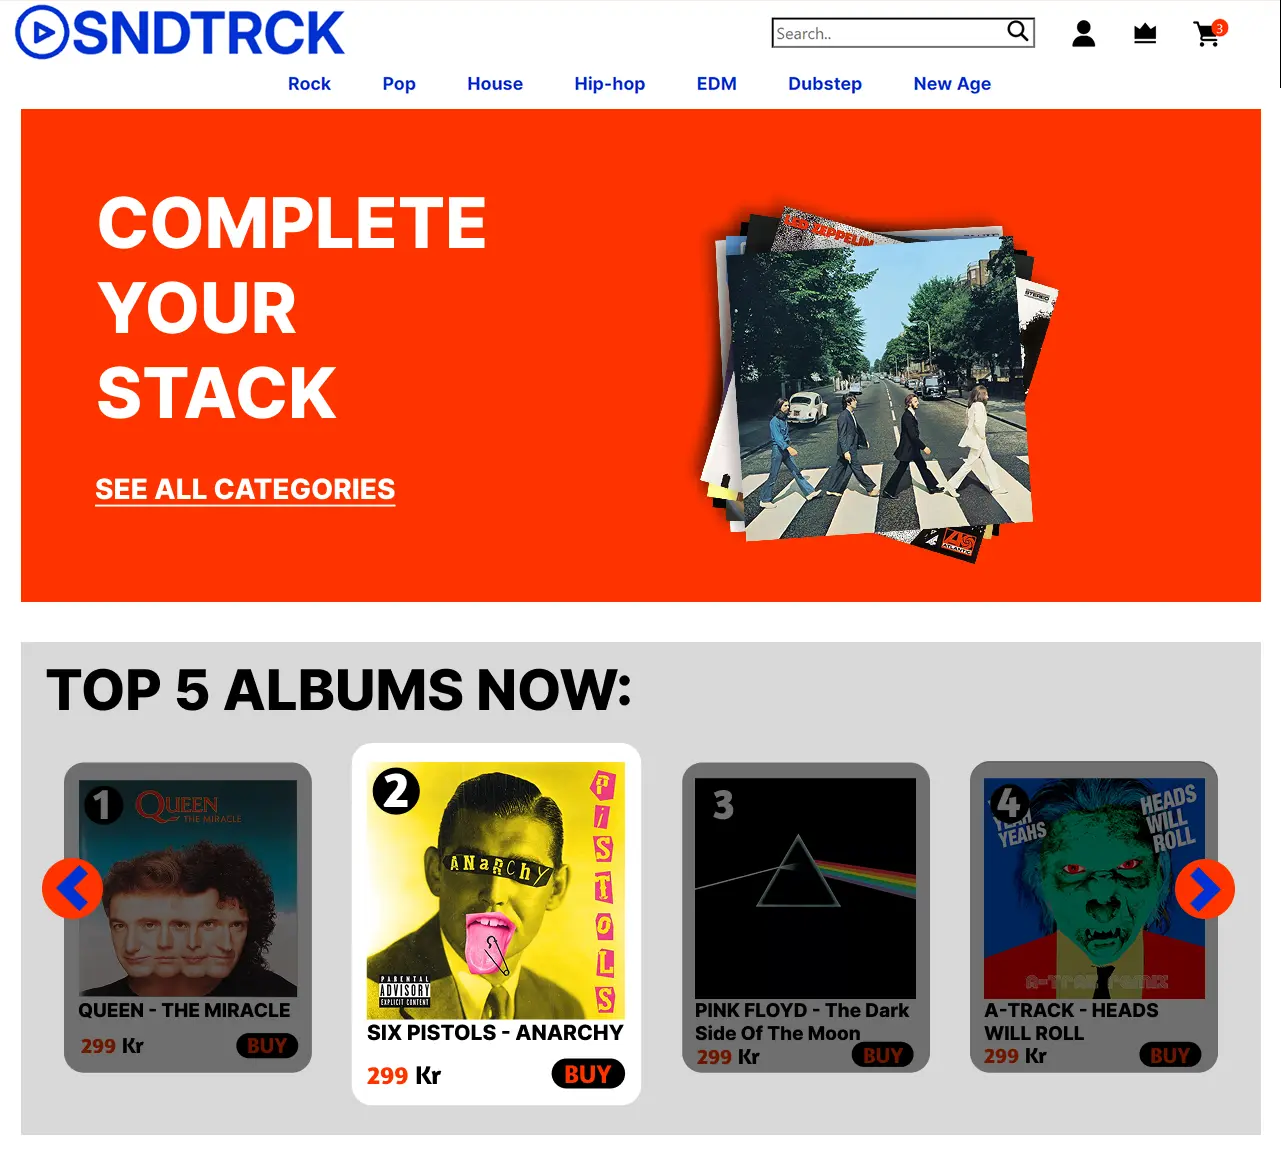 SNDTRCK
Search..
3
Rock Pop House Hip-hop EDM Dubstep New Age
COMPLETE
YOUR
STACK
SEE ALL CATEGORIES
LED ZEPPELIN
STEREO
ATLANTIC
TOP 5 ALBUMS NOW:
1
QUEEN
THE MIRACLE
QUEEN - THE MIRACLE
299 Kr
BUY
2
ANARCHY
PISTOLS
PARENTAL
ADVISORY
EXPLICIT CONTENT
SIX PISTOLS - ANARCHY
299 Kr
BUY
3
PINK FLOYD - The Dark
Side Of The Moon
299 Kr
BUY
4
YEAH
YEAHS
HEADS
WILL
ROLL
A-TRAK REMIX
A-TRACK - HEADS
WILL ROLL
299 Kr
BUY